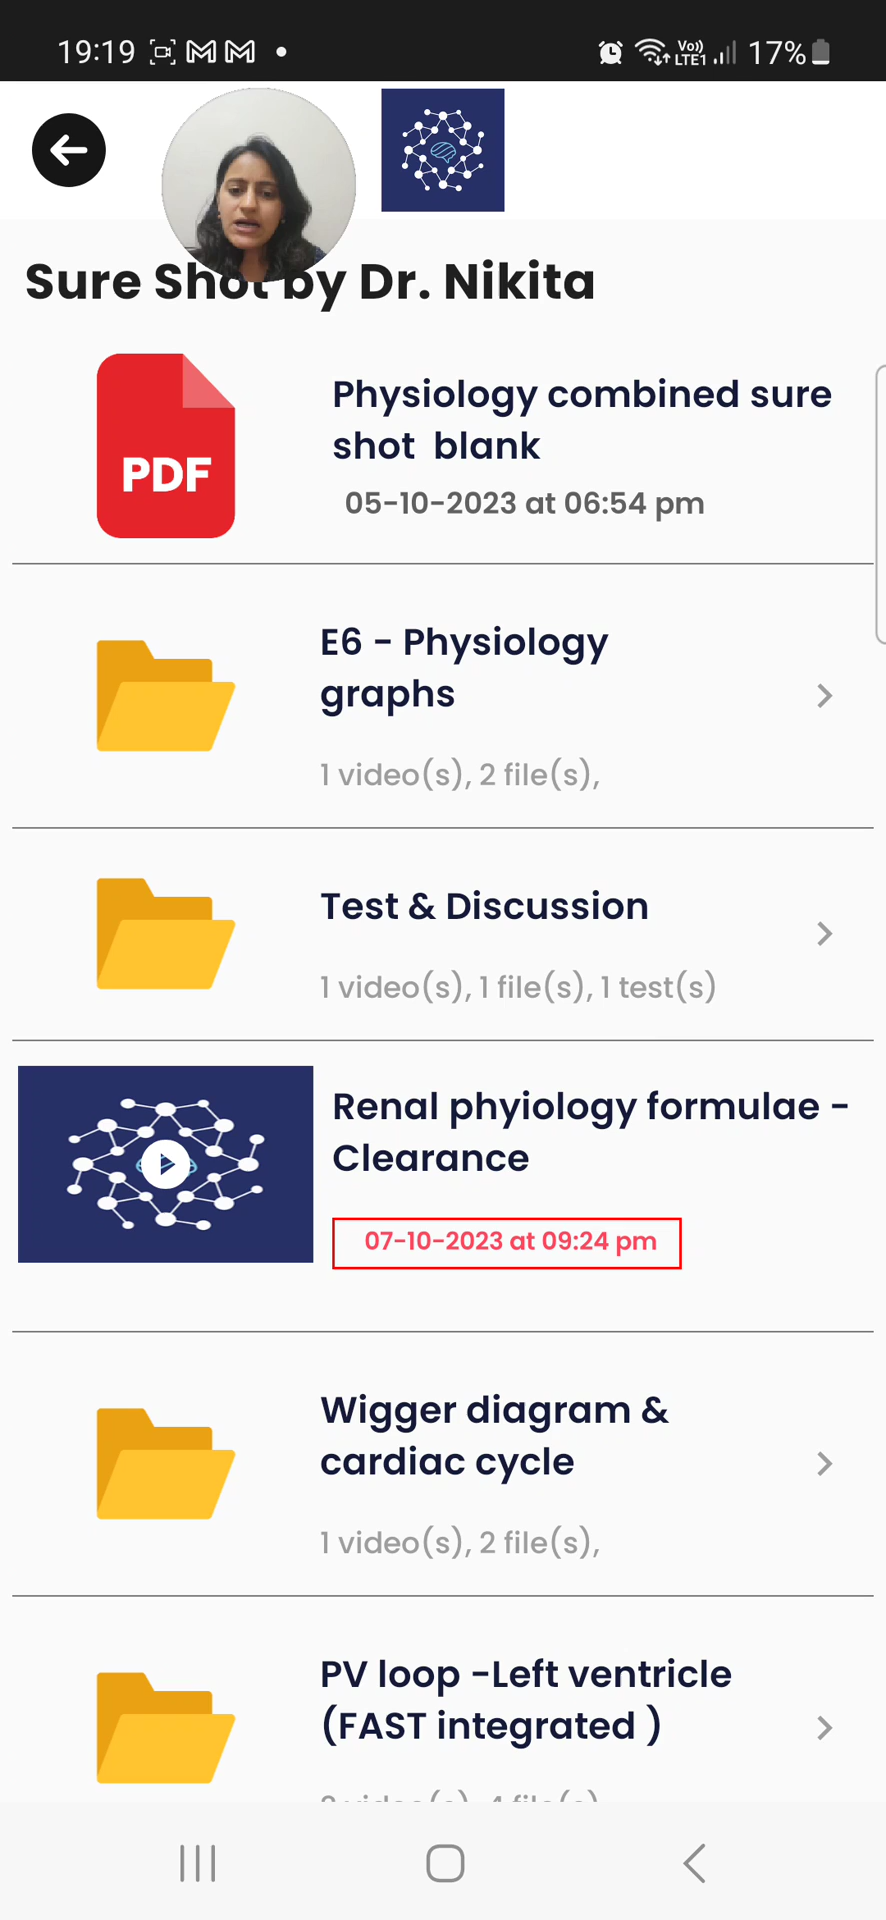 19:19
Vo))
LTE1
17%
Sure Shot by Dr. Nikita
PDF
Physiology combined sure
shot  blank
05-10-2023 at 06:54 pm
E6 - Physiology
graphs
1 video(s), 2 file(s),
Test & Discussion
1 video(s), 1 file(s), 1 test(s)
Renal phyiology formulae -
Clearance
07-10-2023 at 09:24 pm
Wigger diagram &
cardiac cycle
1 video(s), 2 file(s),
PV loop -Left ventricle
(FAST integrated )